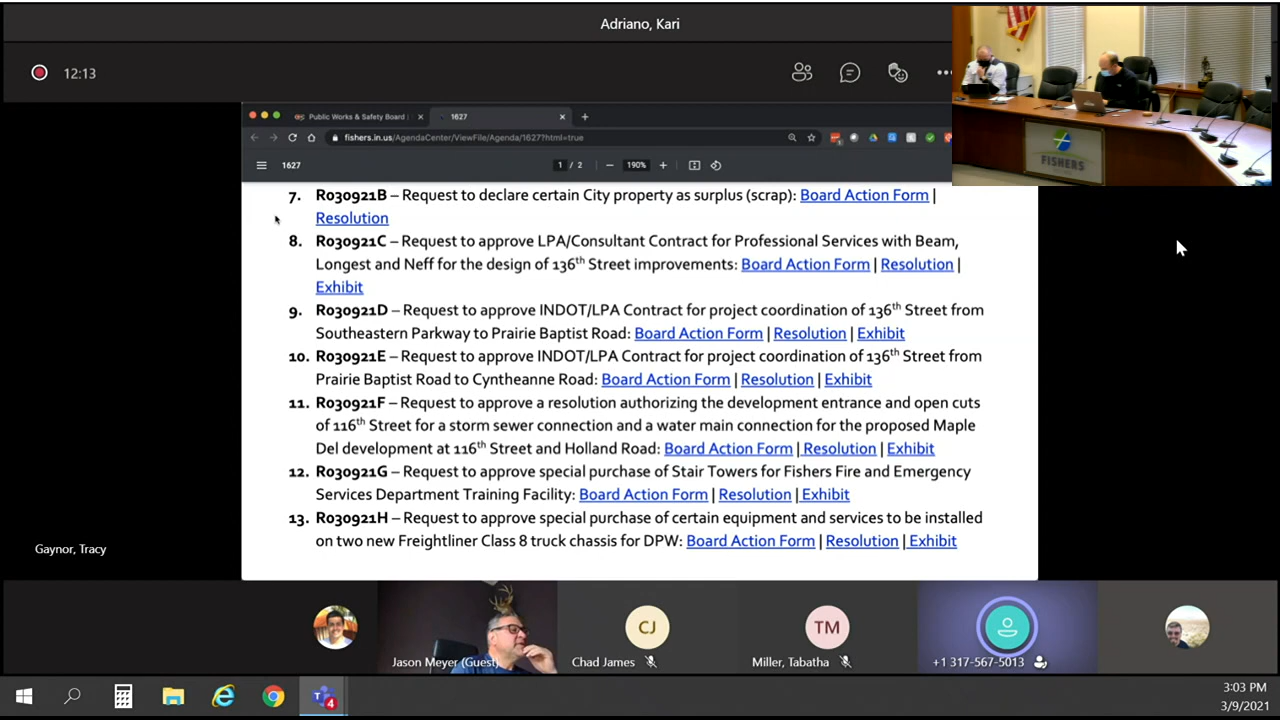 Adriano, Kari
12:13
Public Works & Safety Board
1627
fishers.in.us/AgendaCenter/ViewFile/Agenda/1627?html=true
1627
1 / 2
190%
FISHERS
7. R030921B – Request to declare certain City property as surplus (scrap): Board Action Form |
Resolution
8. R030921C – Request to approve LPA/Consultant Contract for Professional Services with Beam,
Longest and Neff for the design of 136th Street improvements: Board Action Form | Resolution |
Exhibit
9. R030921D – Request to approve INDOT/LPA Contract for project coordination of 136th Street from
Southeastern Parkway to Prairie Baptist Road: Board Action Form | Resolution | Exhibit
10. R030921E – Request to approve INDOT/LPA Contract for project coordination of 136th Street from
Prairie Baptist Road to Cyntheanne Road: Board Action Form | Resolution | Exhibit
11. R030921F – Request to approve a resolution authorizing the development entrance and open cuts
of 116th Street for a storm sewer connection and a water main connection for the proposed Maple
Del development at 116th Street and Holland Road: Board Action Form | Resolution | Exhibit
12. R030921G – Request to approve special purchase of Stair Towers for Fishers Fire and Emergency
Services Department Training Facility: Board Action Form | Resolution | Exhibit
13. R030921H – Request to approve special purchase of certain equipment and services to be installed
on two new Freightliner Class 8 truck chassis for DPW: Board Action Form | Resolution | Exhibit
Gaynor, Tracy
CJ
TM
Jason Meyer (Guest)
Chad James
Miller, Tabatha
+1 317-567-5013
4
3:03 PM
3/9/2021